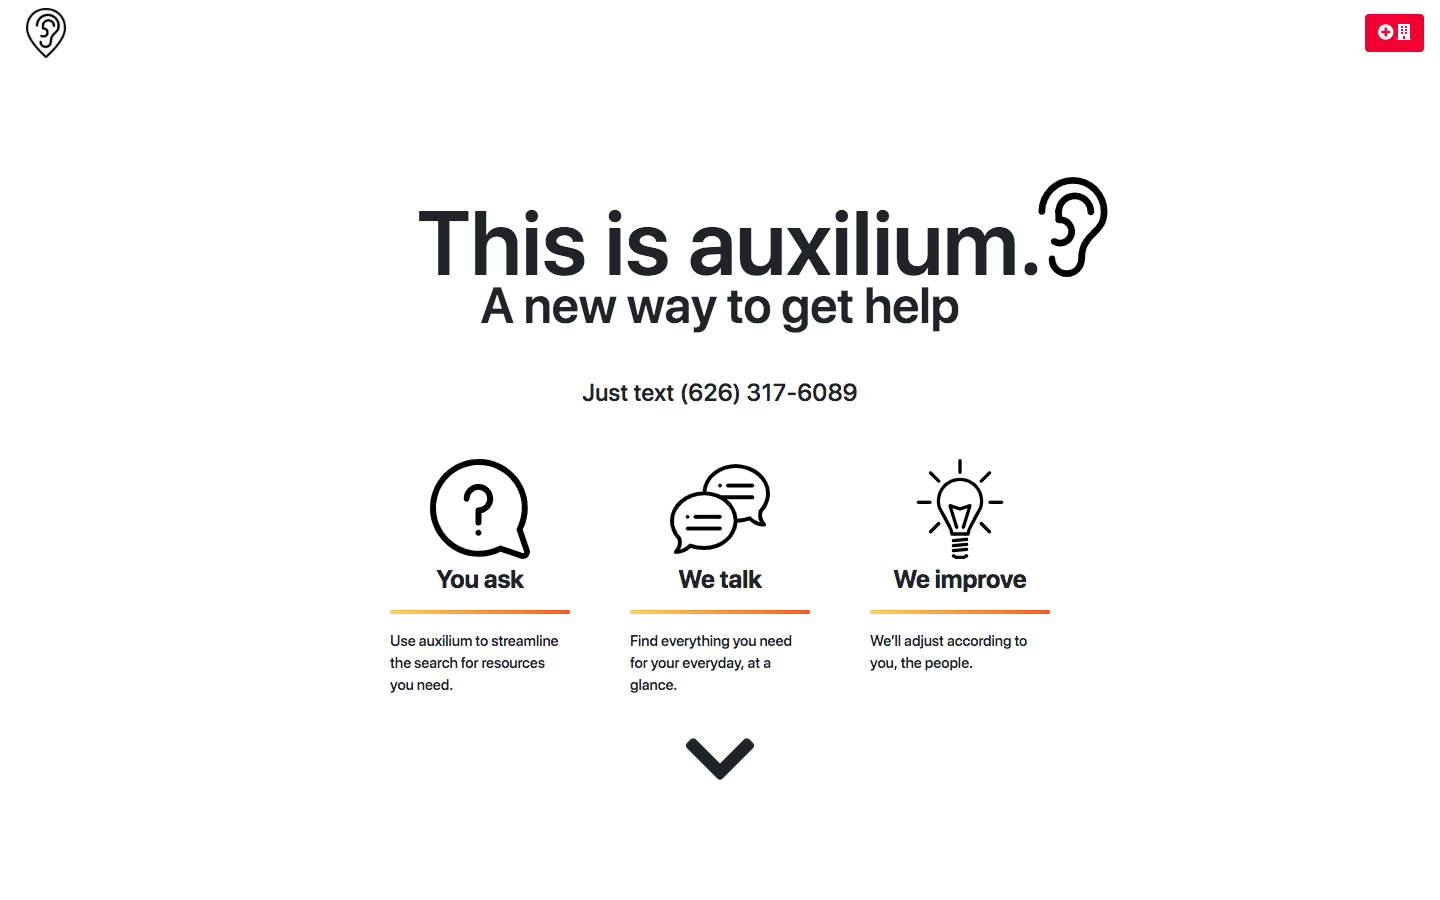 This is auxilium.
A new way to get help
Just text (626) 317-6089
You ask
Use auxilium to streamline
the search for resources
you need.
We talk
Find everything you need
for your everyday, at a
glance.
We improve
We’ll adjust according to
you, the people.